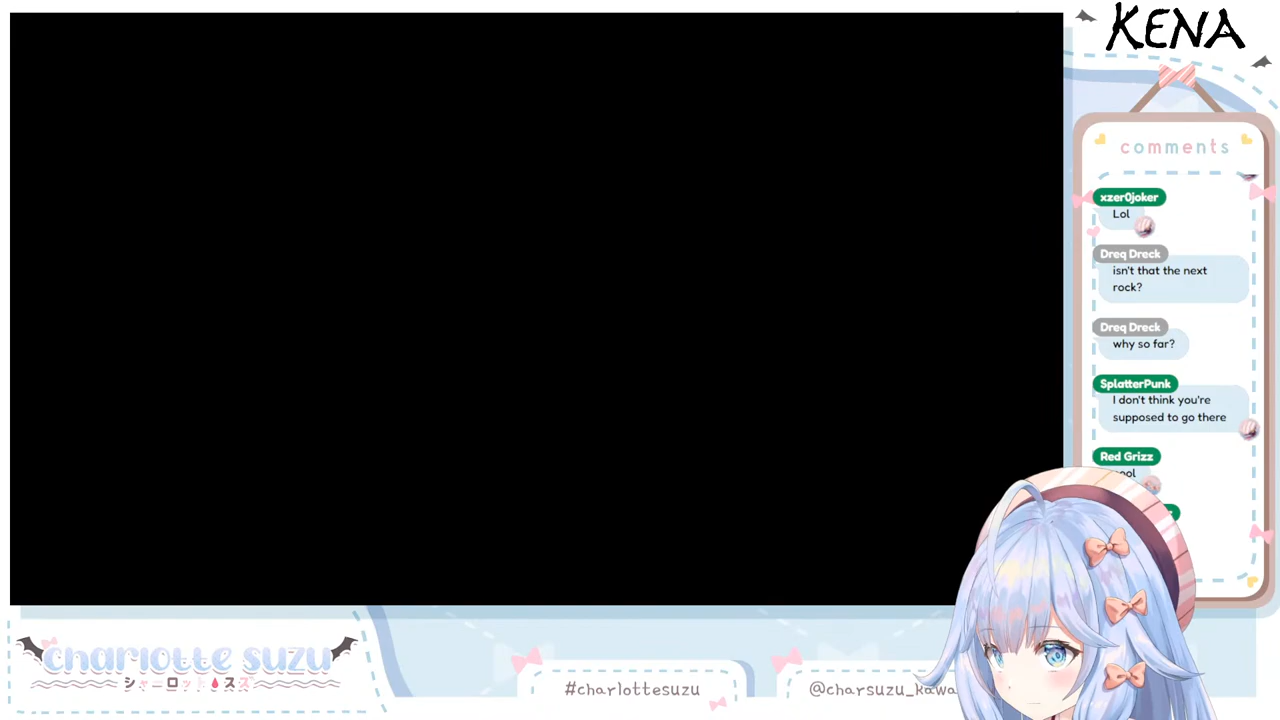 KENA
comments
xzer0joker
Lol
Dreq Dreck
isn't that the next
rock?
Dreq Dreck
why so far?
SplatterPunk
I don't think you're
supposed to go there
Red Grizz
charlotte suzu
シャーロット スズ
#charlottesuzu
@charsuzu_kawa